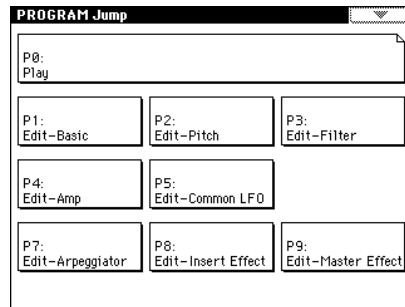 PROGRAM Jump
P0:
Play
P1:
Edit-Basic
P2:
Edit-Pitch
P3:
Edit-Filter
P4:
Edit-Amp
P5:
Edit-Common LFO
P7:
Edit-Arpeggiator
P8:
Edit-Insert Effect
P9:
Edit-Master Effect